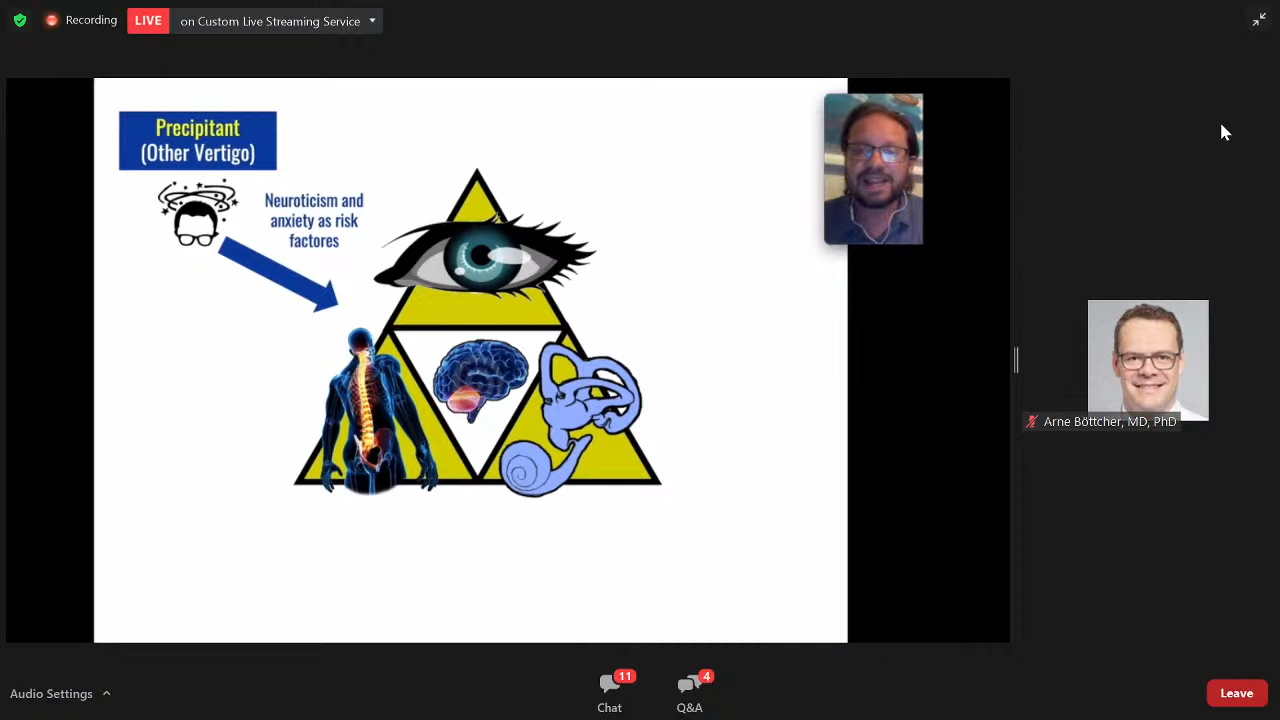 Recording
LIVE
on Custom Live Streaming Service
Precipitant
(Other Vertigo)
Neuroticism and
anxiety as risk
factores
Arne Böttcher, MD, PhD
Audio Settings
11
Chat
4
Q&A
Leave